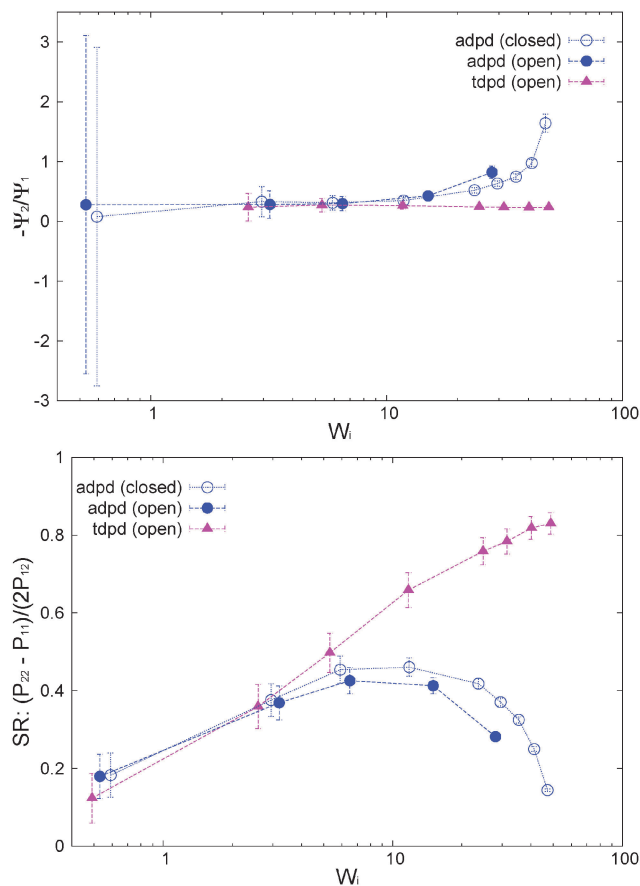 adpd (closed)
adpd (open)
tdpd (open)
-Ψ₂/Ψ₁
3
2
1
0
-1
-2
-3
1
10
100
Wᵢ
adpd (closed)
adpd (open)
tdpd (open)
SR: (P₂₂ - P₁₁)/(2P₁₂)
1
0.8
0.6
0.4
0.2
0
1
10
100
Wᵢ